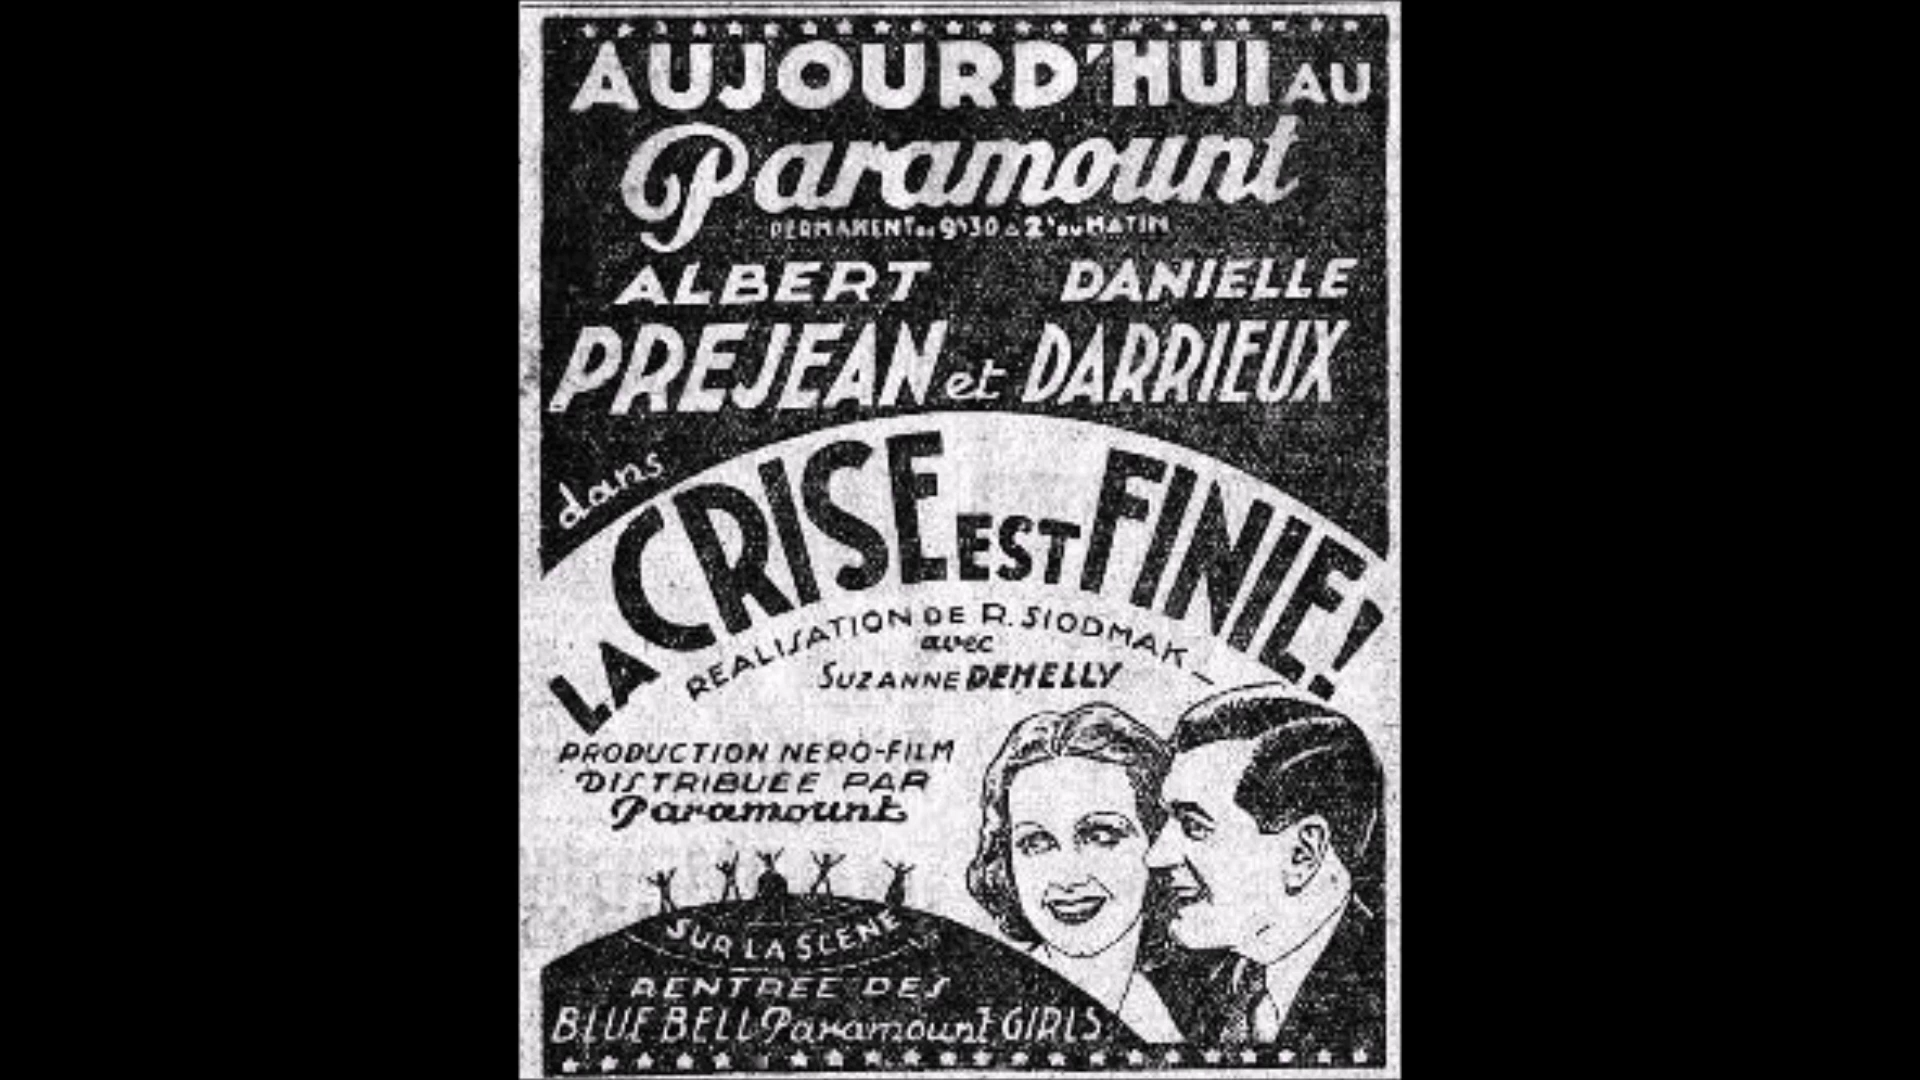 AUJOURD'HUI AU
Paramount
PERMANENT DE 9H30 A 2H DU MATIN
ALBERT DANIELLE
PREJEAN et DARRIEUX
dans
LA CRISE EST FINIE!
REALISATION DE R. SIODMAK
avec
SUZANNE DEHELLY
PRODUCTION NERO-FILM
DISTRIBUÉE PAR
Paramount
SUR LA SCENE
RENTREE DES
BLUE BELL Paramount GIRLS